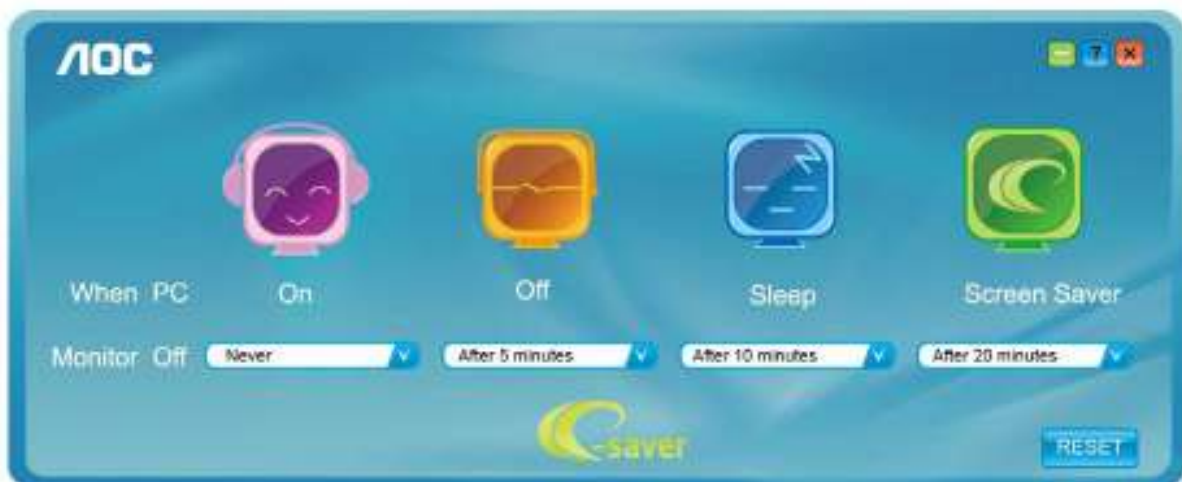 AOC
?
When PC On Off Sleep Screen Saver
Monitor Off Never After 5 minutes After 10 minutes After 20 minutes
e-saver
RESET